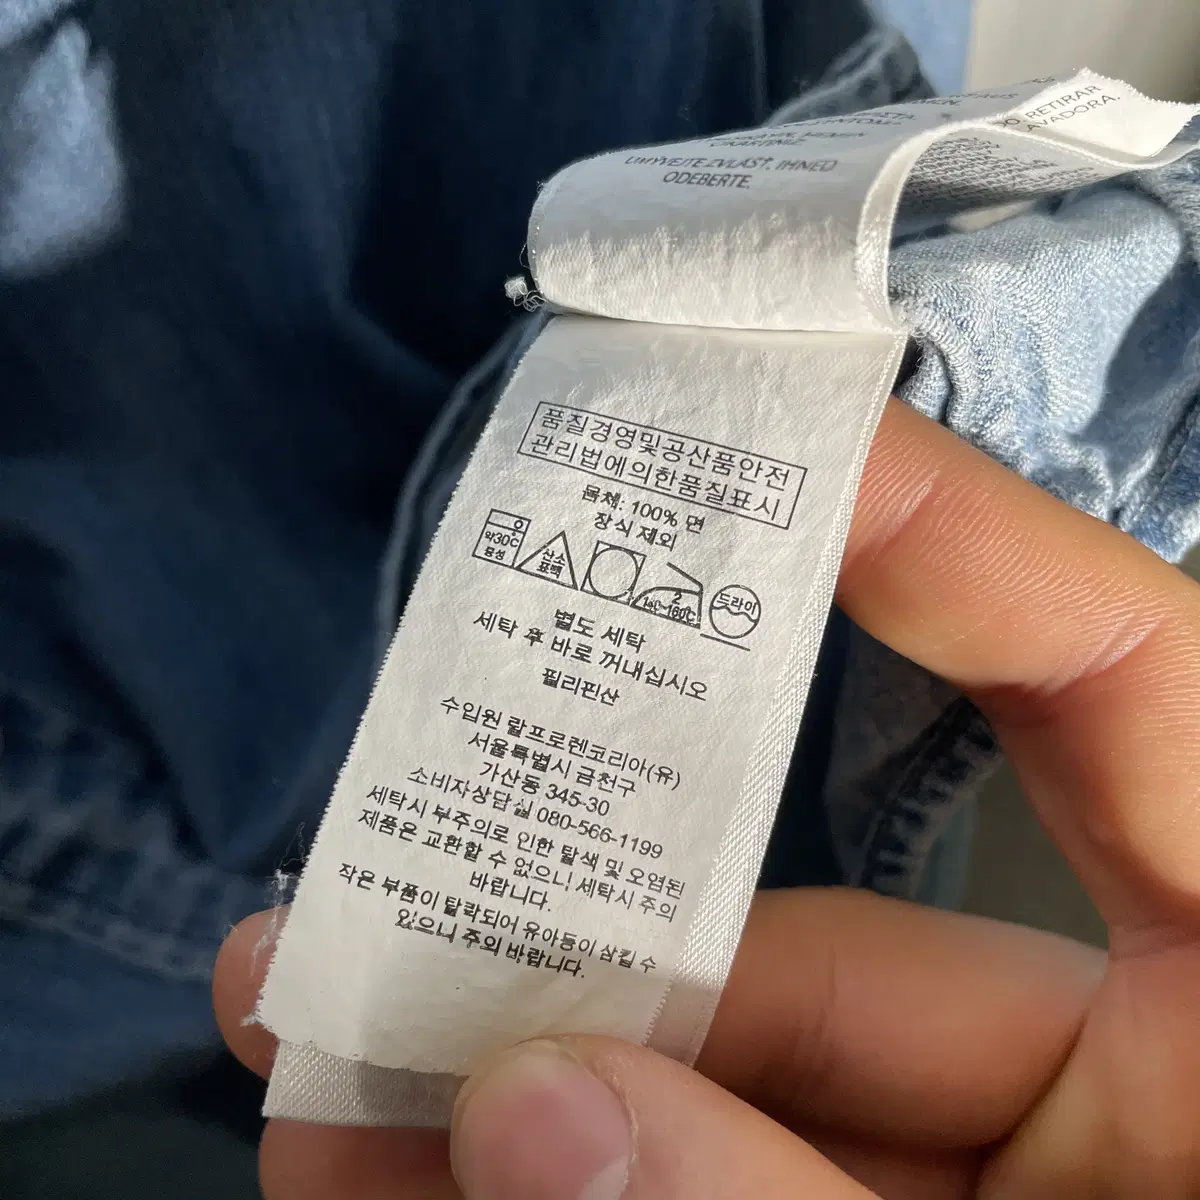 O. RETIRAR
AVADORA.
UMYVEJTE ZVLÁŠT, IHNED
ODEBERTE.
품질경영및공산품안전
관리법에의한품질표시
몸체: 100% 면
장식 제외
약30℃
중성
산소
표백
2
140~160℃
드라이
별도 세탁
세탁 후 바로 꺼내십시오
필리핀산
수입원 랄프로렌코리아(유)
서울특별시 금천구
가산동 345-30
소비자상담실 080-566-1199
세탁시 부주의로 인한 탈색 및 오염된
제품은 교환할 수 없으니 세탁시 주의
바랍니다.
작은 부품이 탈락되어 유아등이 삼킬 수
있으니 주의 바랍니다.